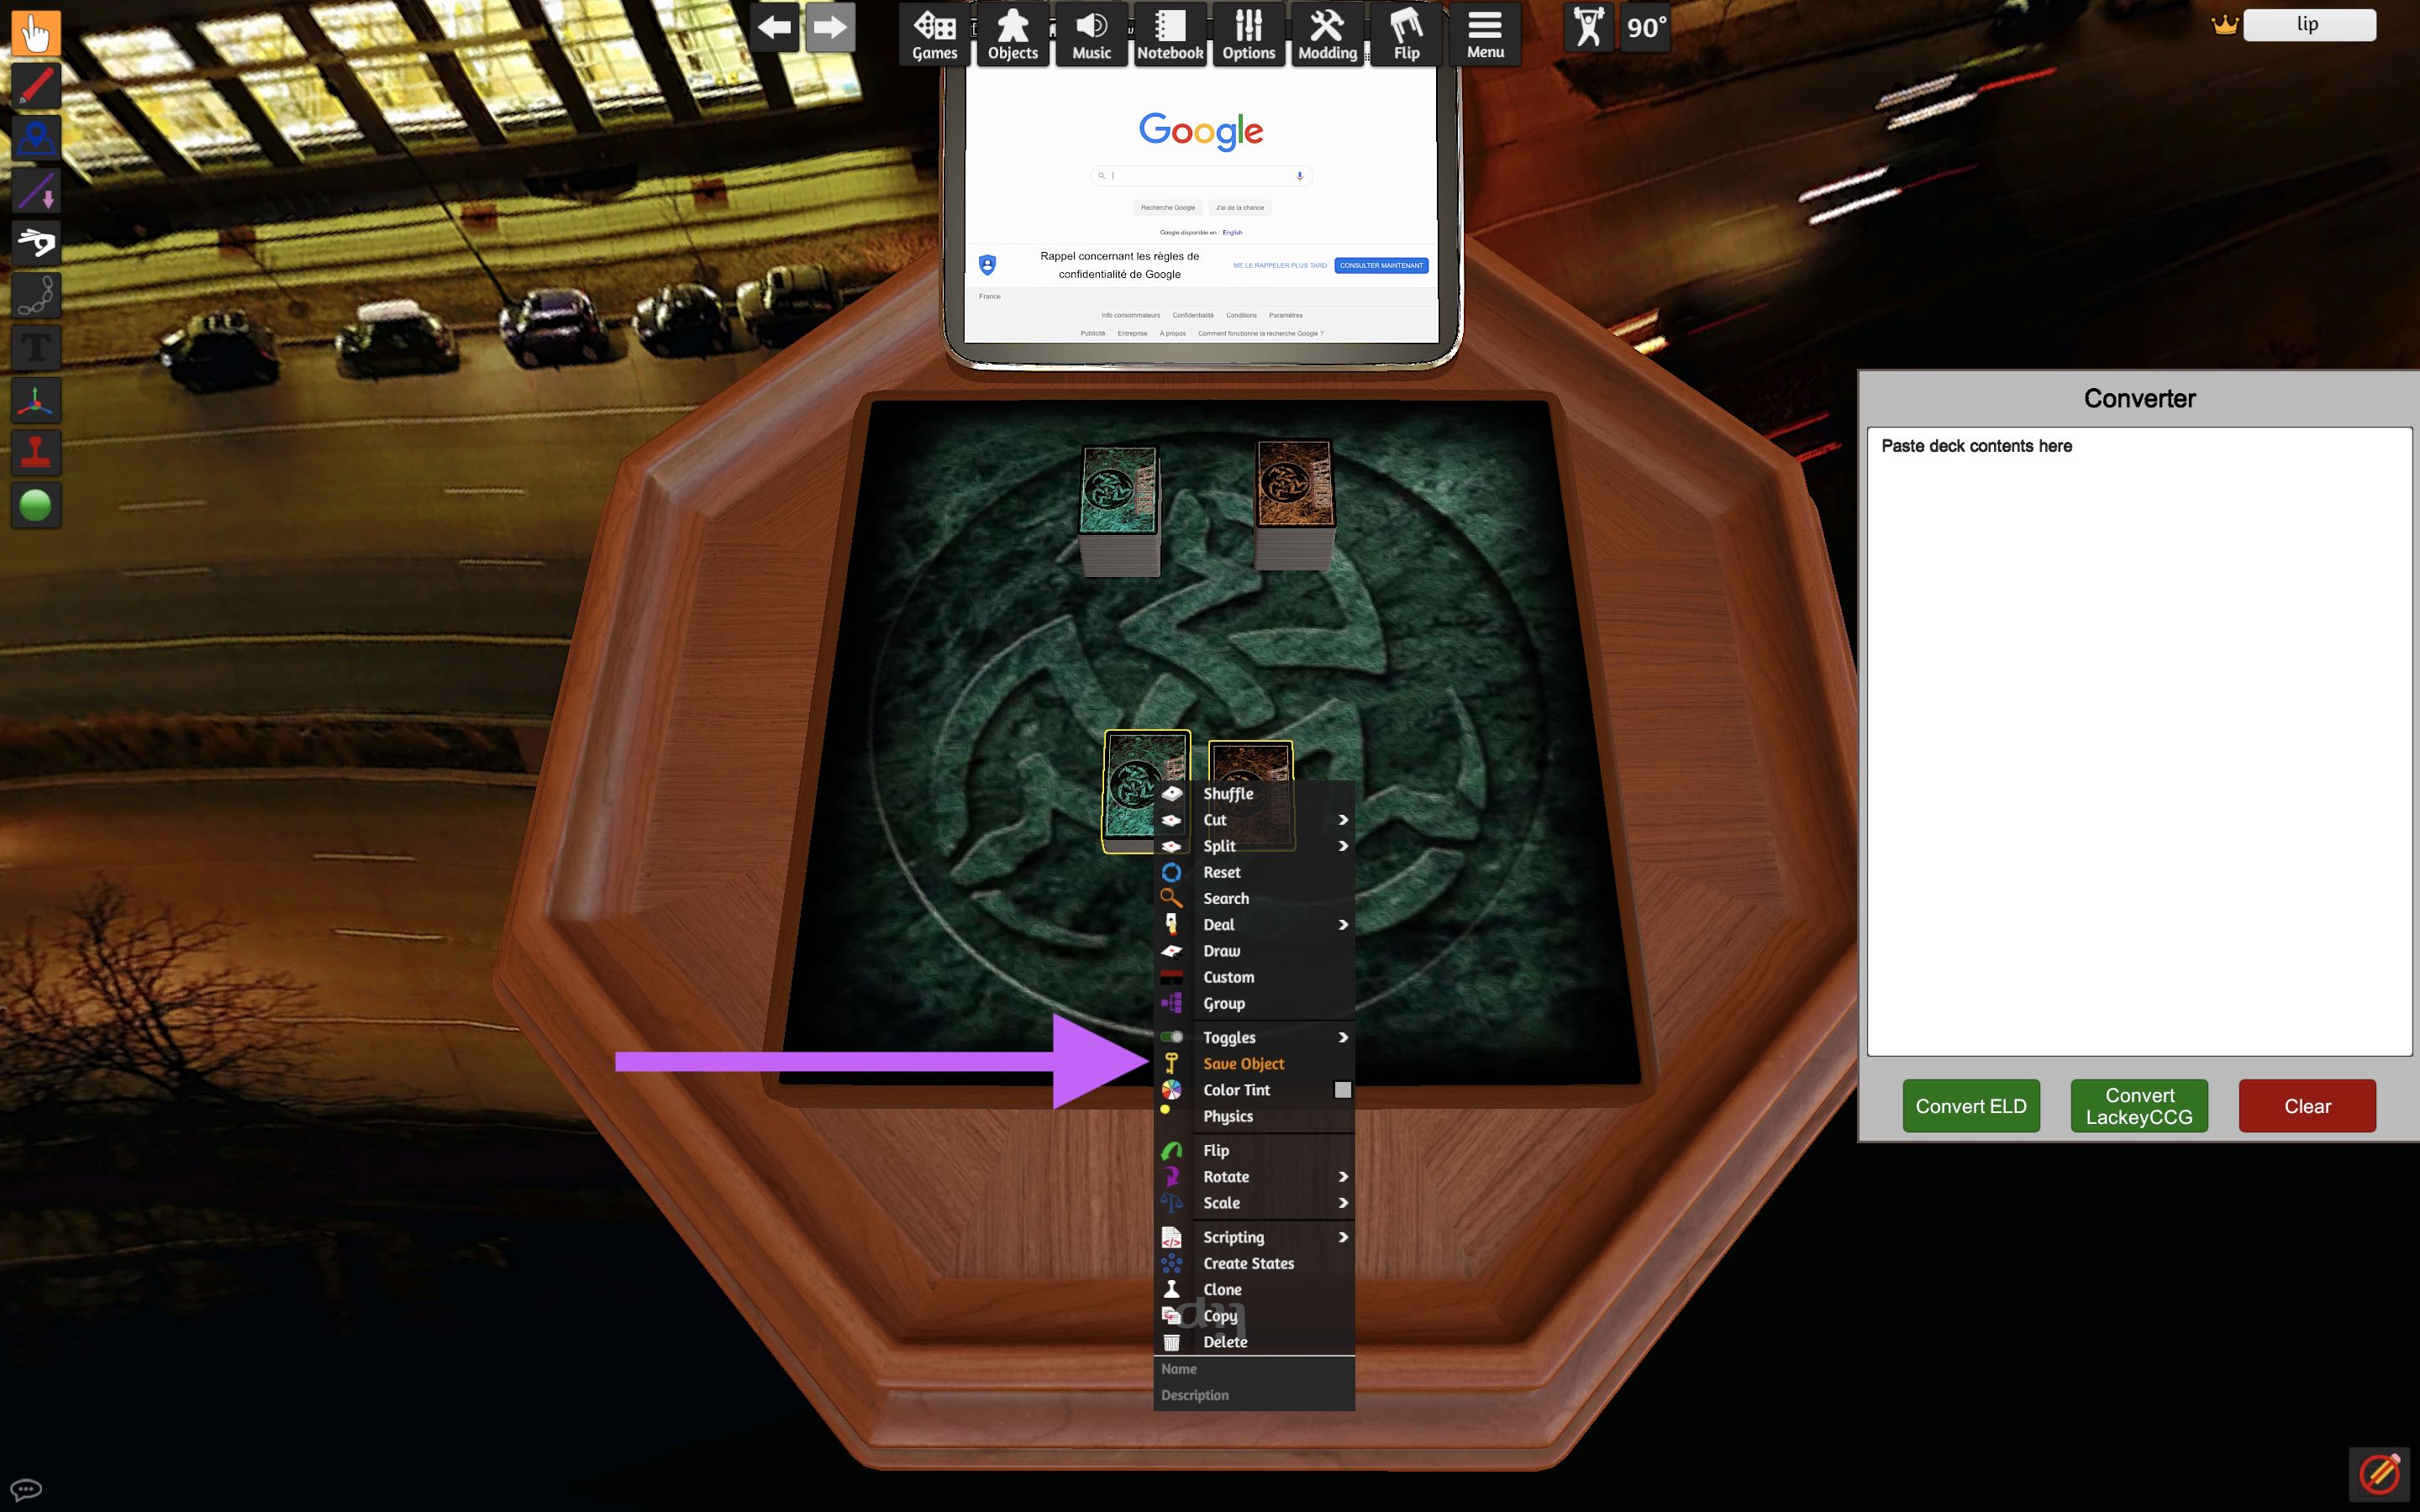 Games
Objects
Music
Notebook
Options
Modding
Flip
Menu
90°
lip
Google
Recherche Google
J'ai de la chance
Google disponible en : English
Rappel concernant les règles de
confidentialité de Google
ME LE RAPPELER PLUS TARD
CONSULTER MAINTENANT
France
Info consommateurs
Confidentialité
Conditions
Paramètres
Publicité
Entreprise
À propos
Comment fonctionne la recherche Google ?
Converter
Paste deck contents here
Convert ELD
Convert
LackeyCCG
Clear
T
Shuffle
Cut
Split
Reset
Search
Deal
Draw
Custom
Group
Toggles
Save Object
Color Tint
Physics
Flip
Rotate
Scale
Scripting
Create States
Clone
Copy
Delete
Name
Description
lip